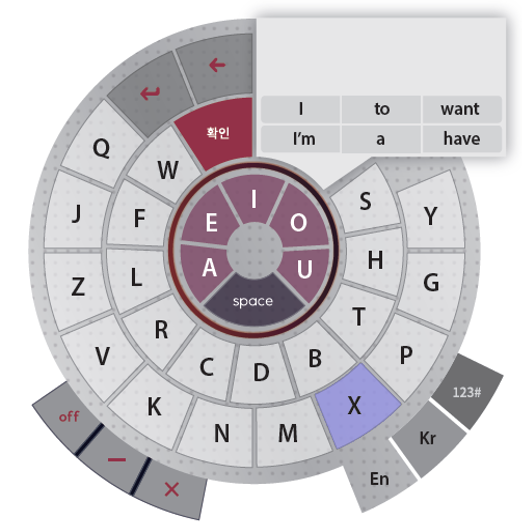 I to want
I'm a have
확인
Q W
J F E I O S Y
Z L A U H G
space
V R C D B T P
K N M X
off
123#
Kr
En